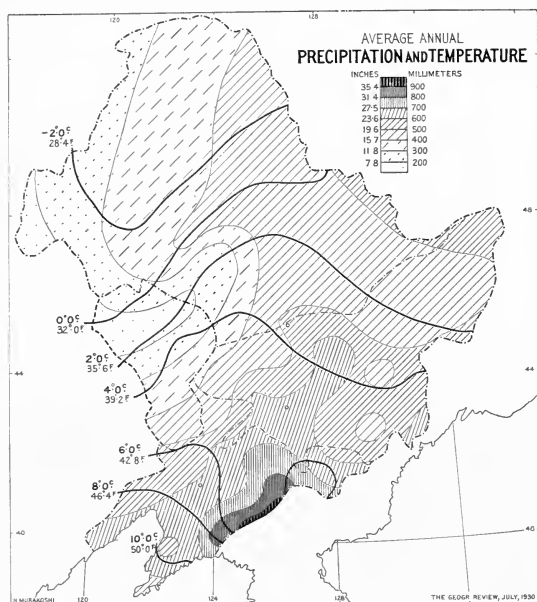 120
128
AVERAGE ANNUAL
PRECIPITATION AND TEMPERATURE
INCHES MILLIMETERS
35.4 900
31.4 800
27.5 700
23.6 600
19.6 500
15.7 400
11.8 300
7.8 200
-2°0 C
28°4 F
48
48
0°0 C
32°0 F
2°0 C
35°6 F
44
44
4°0 C
39°2 F
6°0 C
42°8 F
8°0 C
46°4 F
40
40
10°0 C
50°0 F
N MURAKOSHI
120
124
128
THE GEOGR REVIEW, JULY, 1930